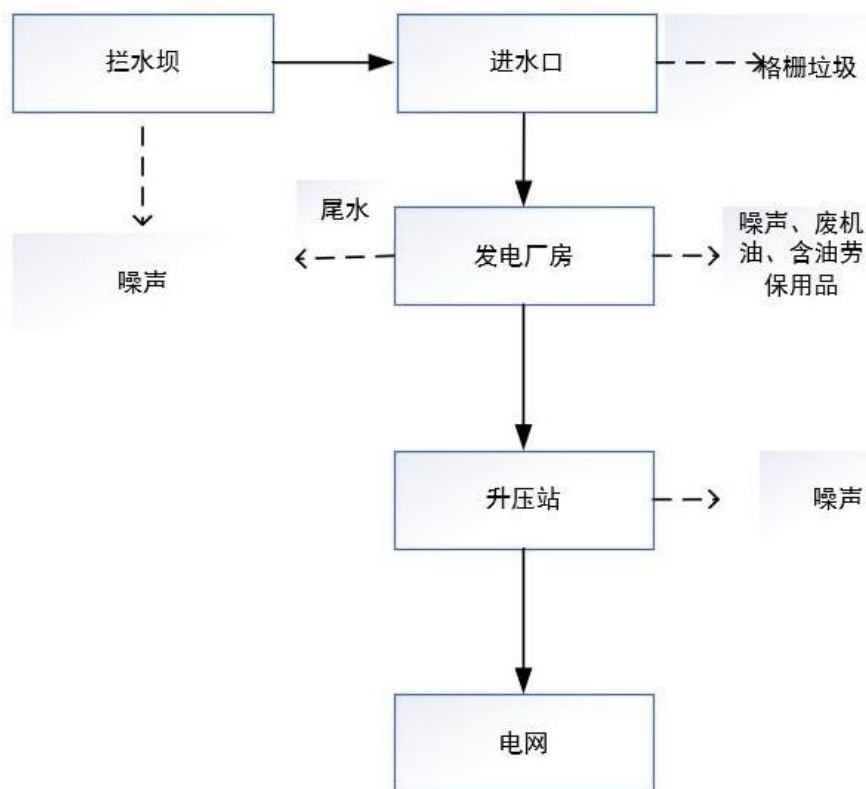 拦水坝
进水口
格栅垃圾
尾水
噪声
发电厂房
噪声、废机
油、含油劳
保用品
升压站
噪声
电网